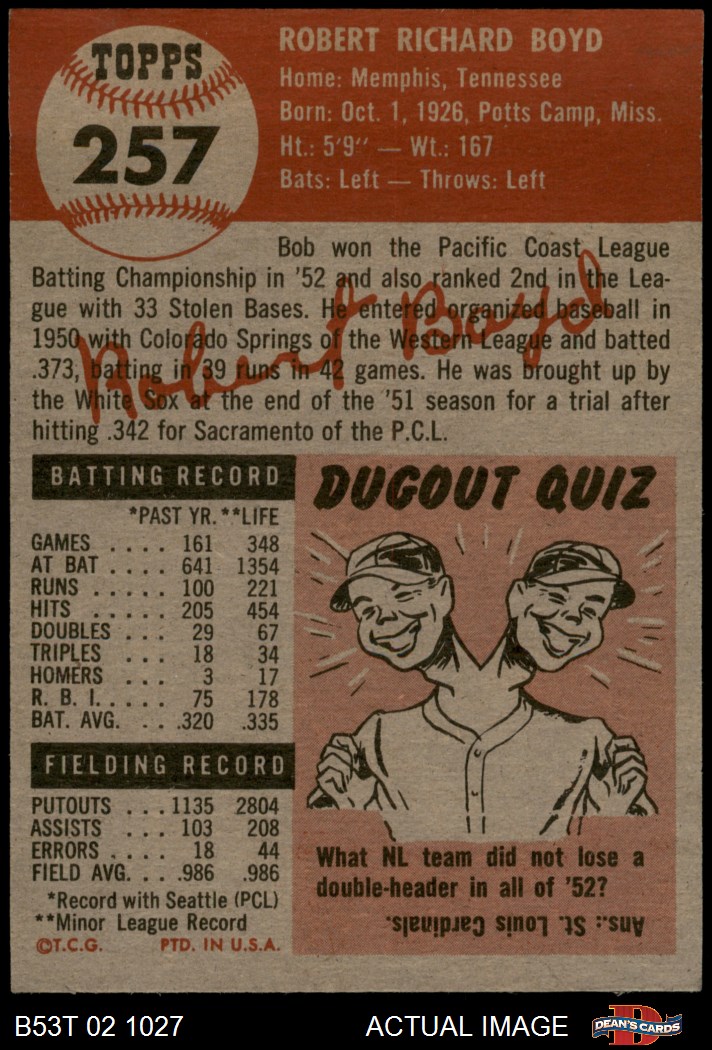 TOPPS
257
ROBERT RICHARD BOYD
Home: Memphis, Tennessee
Born: Oct. 1, 1926, Potts Camp, Miss.
Ht.: 5'9" — Wt.: 167
Bats: Left — Throws: Left
Bob won the Pacific Coast League
Batting Championship in '52 and also ranked 2nd in the Lea-
gue with 33 Stolen Bases. He entered organized baseball in
1950 with Colorado Springs of the Western League and batted
.373, batting in 39 runs in 42 games. He was brought up by
the White Sox at the end of the '51 season for a trial after
hitting .342 for Sacramento of the P.C.L.
Robert Boyd
BATTING RECORD
*PAST YR. **LIFE
GAMES .... 161 348
AT BAT .... 641 1354
RUNS ..... 100 221
HITS ..... 205 454
DOUBLES ... 29 67
TRIPLES ... 18 34
HOMERS ... 3 17
R. B. I. ..... 75 178
BAT. AVG. .. .320 .335
FIELDING RECORD
PUTOUTS ... 1135 2804
ASSISTS ... 103 208
ERRORS .... 18 44
FIELD AVG. ... .986 .986
*Record with Seattle (PCL)
**Minor League Record
©T.C.G. PTD. IN U.S.A.
DUGOUT QUIZ
What NL team did not lose a
double-header in all of '52?
Ans.: St. Louis Cardinals.
B53T 02 1027
ACTUAL IMAGE
D
DEAN'S CARDS